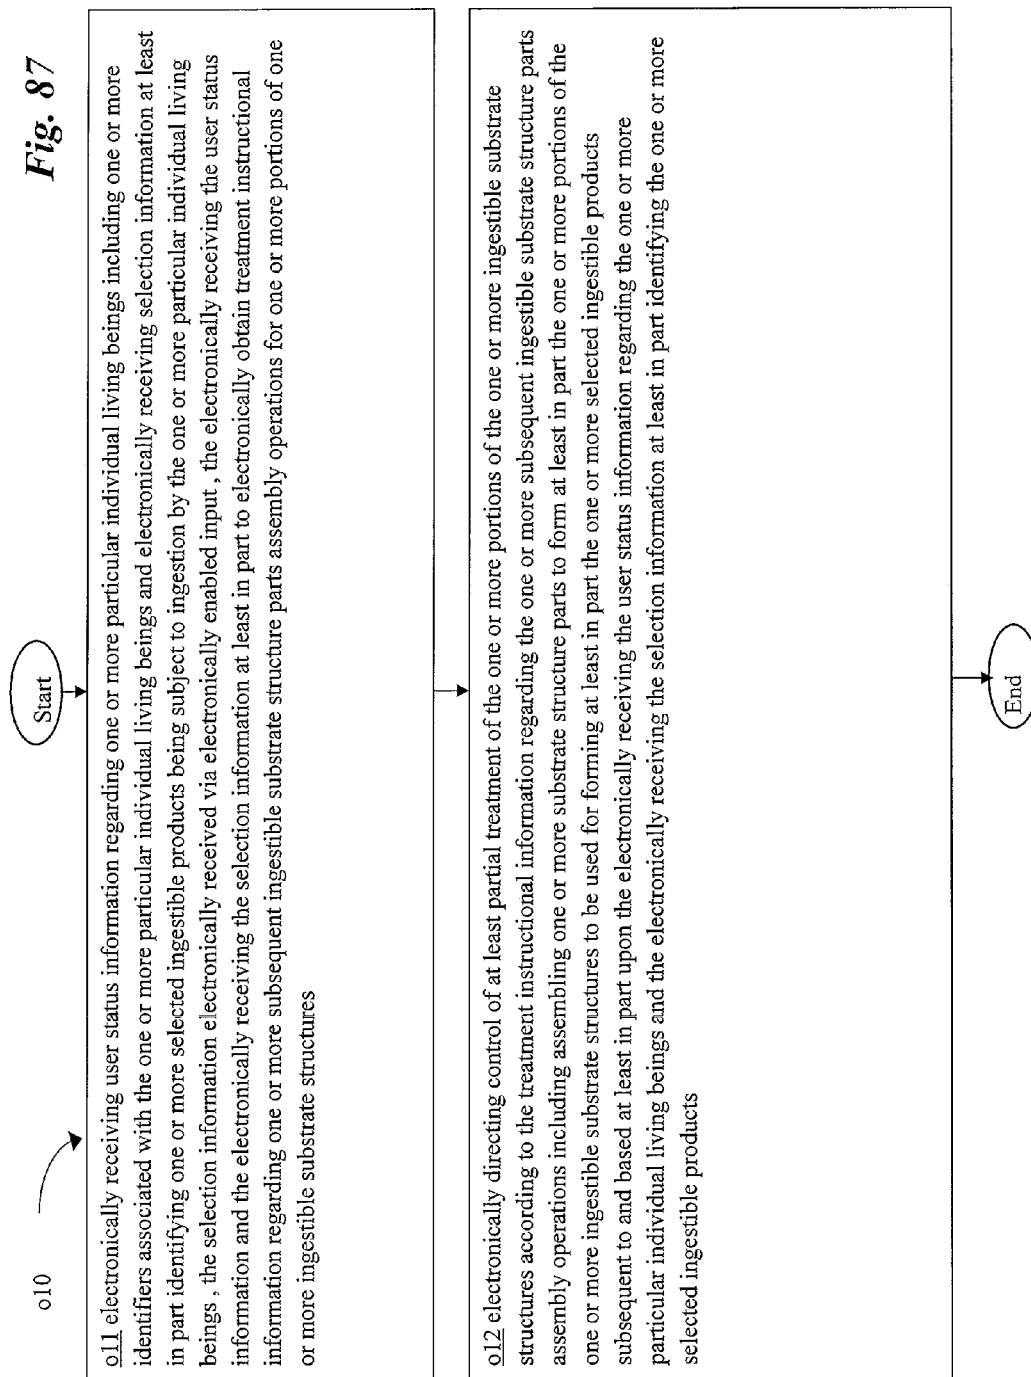 Fig. 87
o10
Start
o11 electronically receiving user status information regarding one or more particular individual living beings including one or more
identifiers associated with the one or more particular individual living beings and electronically receiving selection information at least
in part identifying one or more selected ingestible products being subject to ingestion by the one or more particular individual living
beings , the selection information electronically received via electronically enabled input , the electronically receiving the user status
information and the electronically receiving the selection information at least in part to electronically obtain treatment instructional
information regarding one or more subsequent ingestible substrate structure parts assembly operations for one or more portions of one
or more ingestible substrate structures
o12 electronically directing control of at least partial treatment of the one or more portions of the one or more ingestible substrate
structures according to the treatment instructional information regarding the one or more subsequent ingestible substrate structure parts
assembly operations including assembling one or more substrate structure parts to form at least in part the one or more portions of the
one or more ingestible substrate structures to be used for forming at least in part the one or more selected ingestible products
subsequent to and based at least in part upon the electronically receiving the user status information regarding the one or more
particular individual living beings and the electronically receiving the selection information at least in part identifying the one or more
selected ingestible products
End